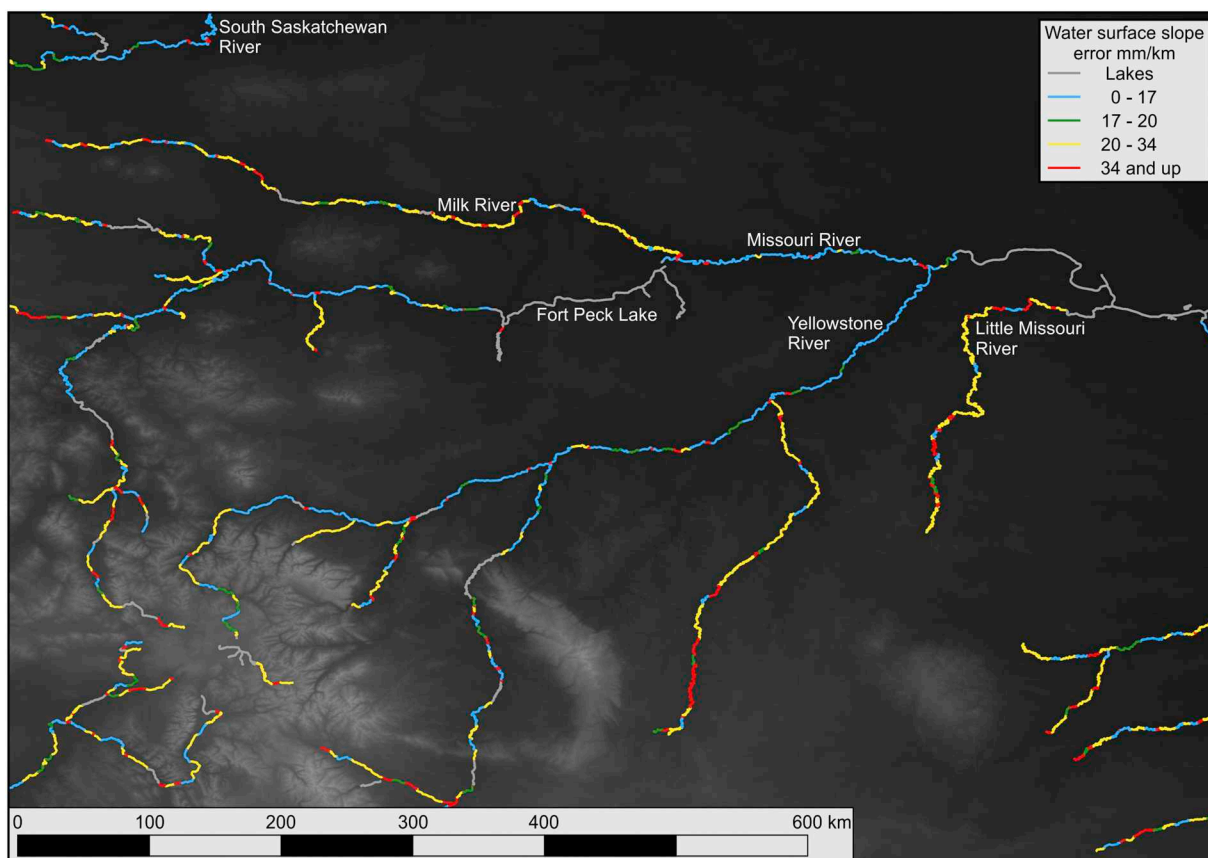 South Saskatchewan
River
Water surface slope
error mm/km
Lakes
0 - 17
17 - 20
20 - 34
34 and up
Milk River
Missouri River
Fort Peck Lake
Yellowstone
River
Little Missouri
River
0 100 200 300 400 600 km